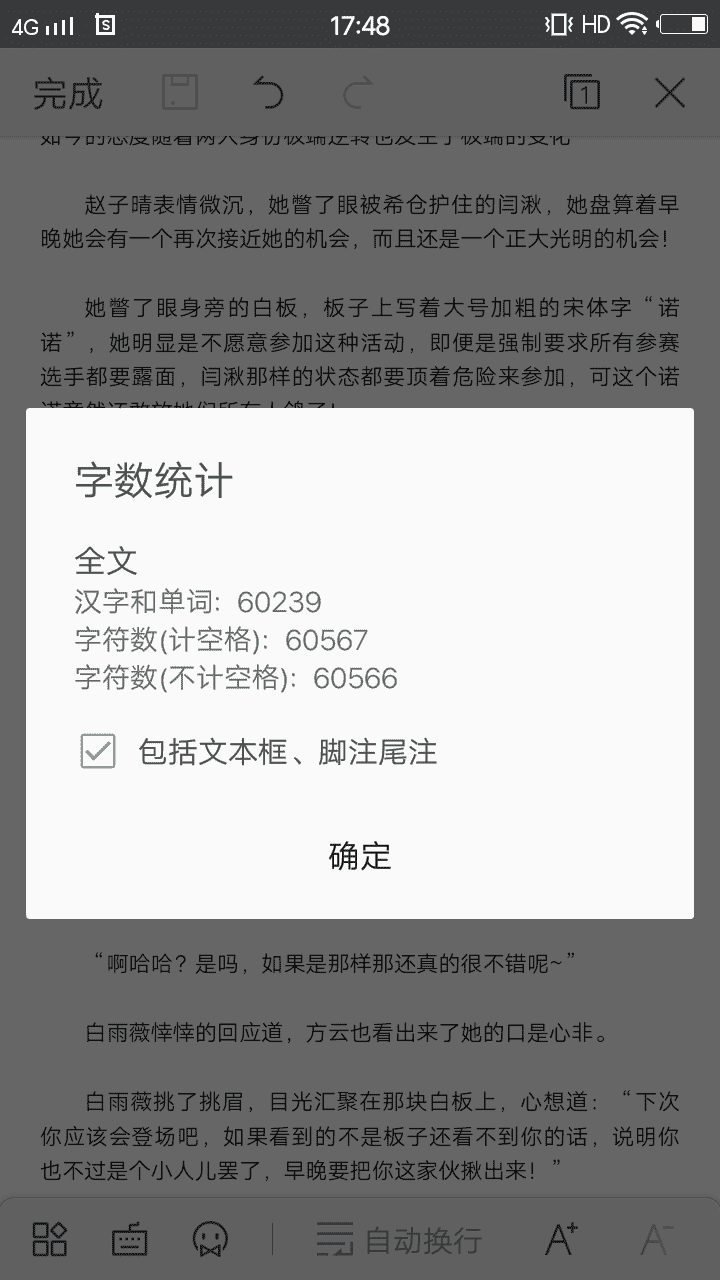 4G
17:48
HD
完成
1
如今的态度随着两人身份极端逆转也发生了极端的变化
赵子晴表情微沉，她瞥了眼被希仓护住的闫湫，她盘算着早
晚她会有一个再次接近她的机会，而且还是一个正大光明的机会！
她瞥了眼身旁的白板，板子上写着大号加粗的宋体字“诺
诺”，她明显是不愿意参加这种活动，即便是强制要求所有参赛
选手都要露面，闫湫那样的状态都要顶着危险来参加，可这个诺
诺竟然还敢放她们所有人鸽子！
字数统计
全文
汉字和单词: 60239
字符数(计空格): 60567
字符数(不计空格): 60566
包括文本框、脚注尾注
确定
“啊哈哈？是吗，如果是那样那还真的很不错呢~”
白雨薇悻悻的回应道，方云也看出来了她的口是心非。
白雨薇挑了挑眉，目光汇聚在那块白板上，心想道：“下次
你应该会登场吧，如果看到的不是板子还看不到你的话，说明你
也不过是个小人儿罢了，早晚要把你这家伙揪出来！”
自动换行
A+
A-